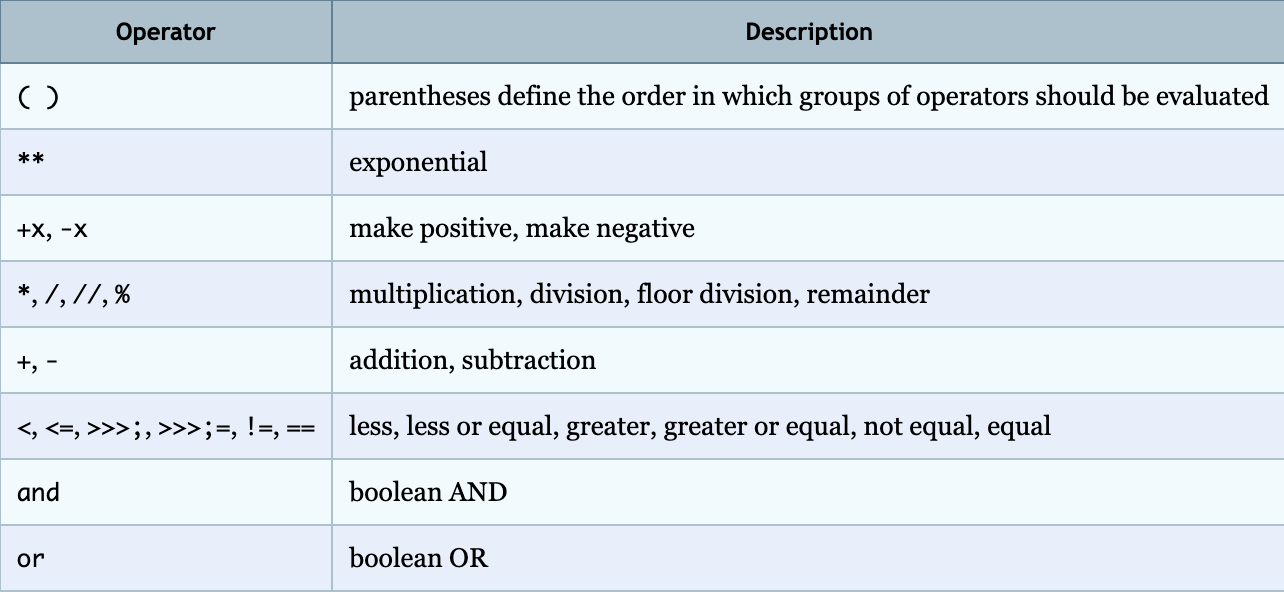 Operator Description
( ) parentheses define the order in which groups of operators should be evaluated
** exponential
+x, -x make positive, make negative
*, /, //, % multiplication, division, floor division, remainder
+, - addition, subtraction
<, <=, >>>;, >>>;=, !=, == less, less or equal, greater, greater or equal, not equal, equal
and boolean AND
or boolean OR